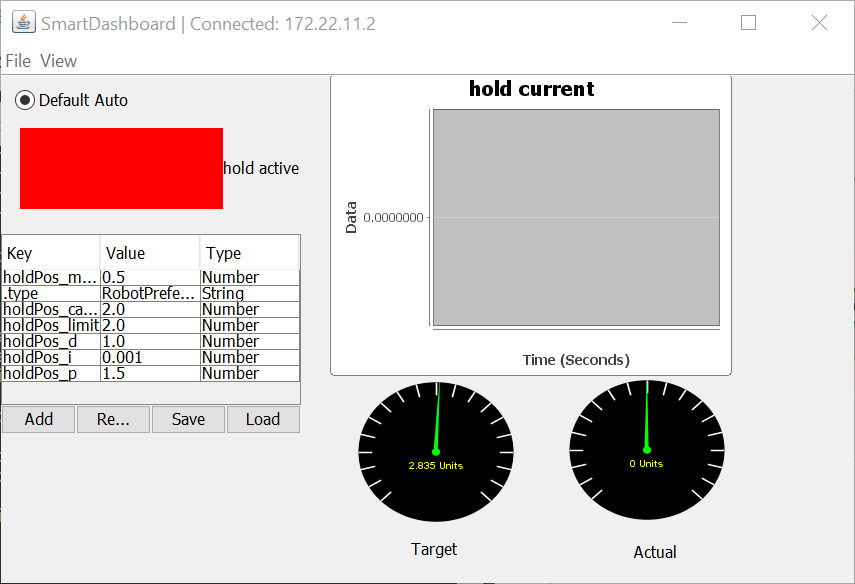 SmartDashboard | Connected: 172.22.11.2
File View
Default Auto
hold active
Key Value Type
holdPos_m... 0.5 Number
.type RobotPrefe... String
holdPos_ca... 2.0 Number
holdPos_limit 2.0 Number
holdPos_d 1.0 Number
holdPos_i 0.001 Number
holdPos_p 1.5 Number
Add Re... Save Load
hold current
Data
0.0000000
Time (Seconds)
2.835 Units
Target
0 Units
Actual